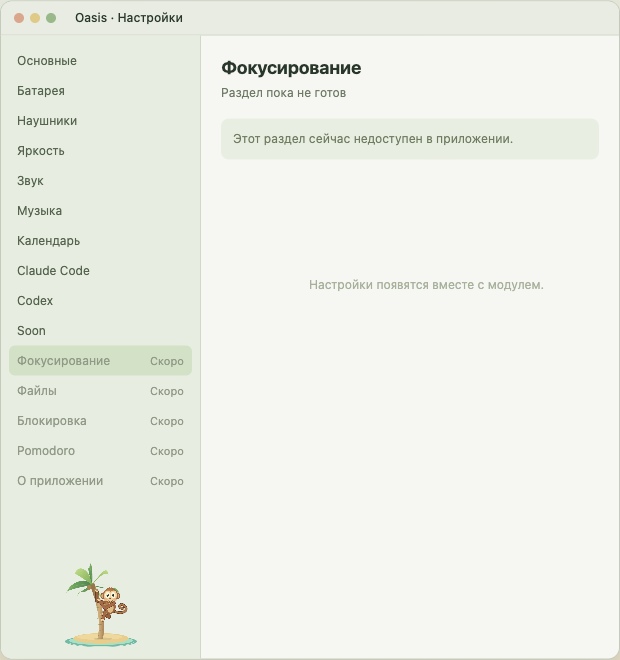 Oasis · Настройки
Основные
Батарея
Наушники
Яркость
Звук
Музыка
Календарь
Claude Code
Codex
Soon
Фокусирование Скоро
Файлы Скоро
Блокировка Скоро
Pomodoro Скоро
О приложении Скоро
Фокусирование
Раздел пока не готов
Этот раздел сейчас недоступен в приложении.
Настройки появятся вместе с модулем.